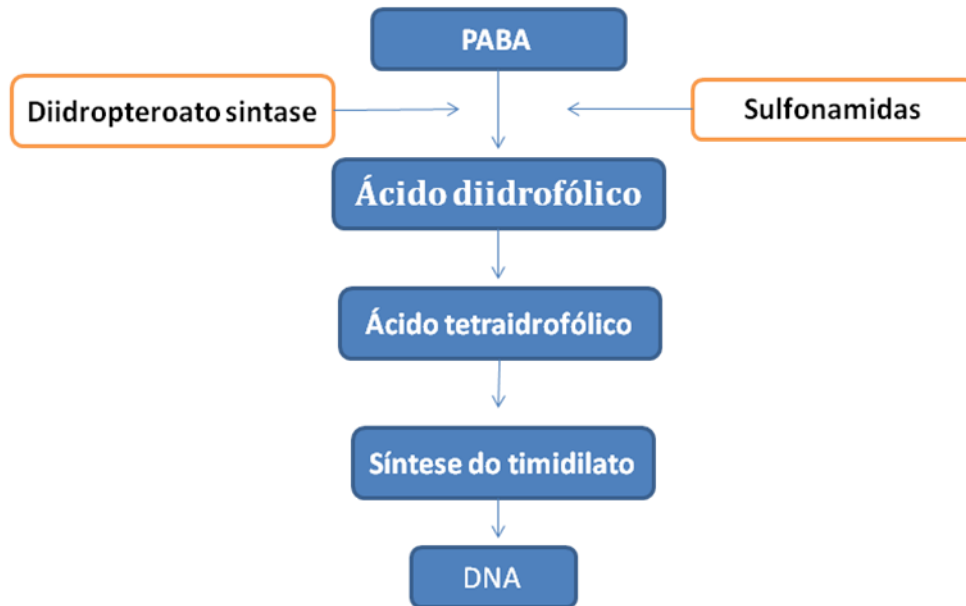 PABA
Diidropteroato sintase
Sulfonamidas
Ácido diidrofólico
Ácido tetraidrofólico
Síntese do timidilato
DNA